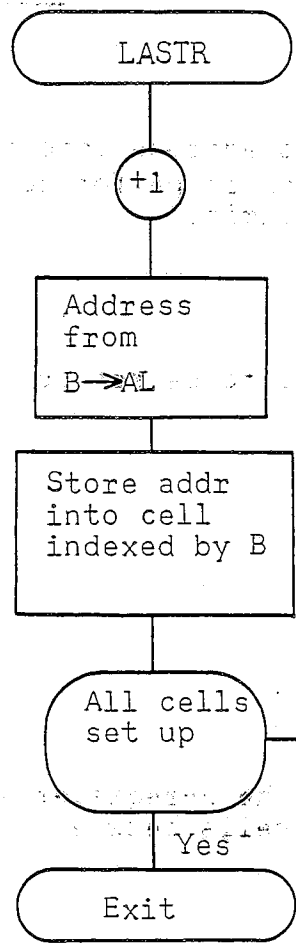 LASTR
+1
Address
from
B→AL
Store addr
into cell
indexed by B
All cells
set up
Yes
Exit